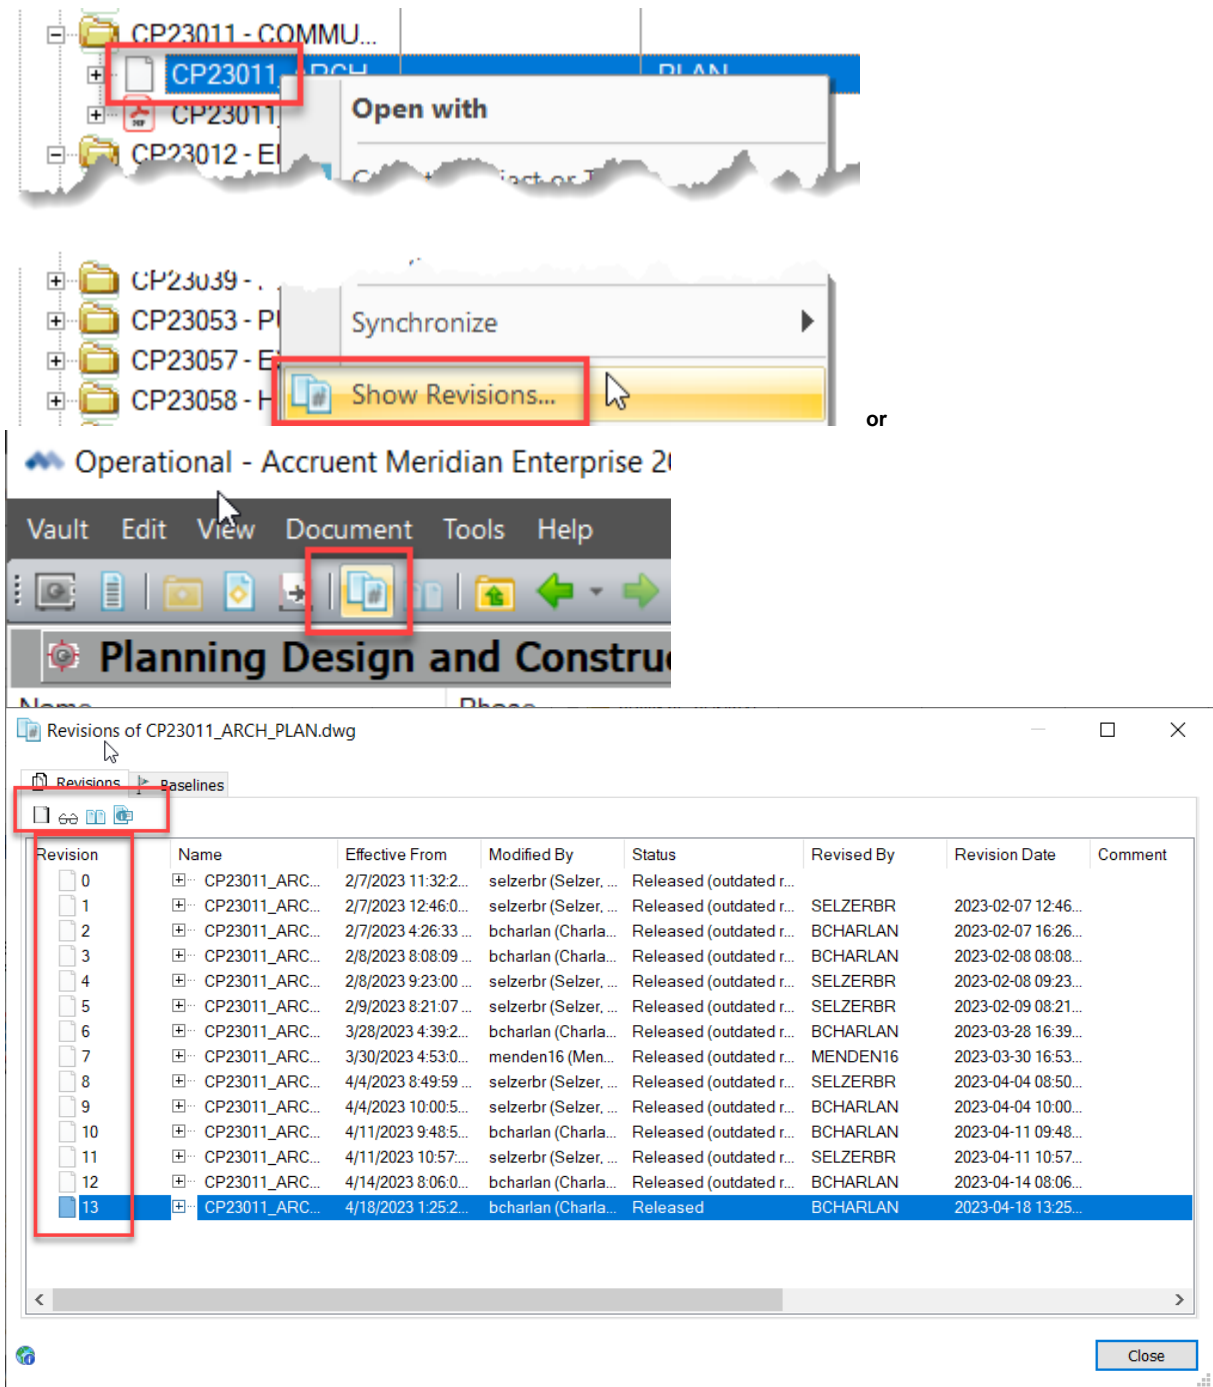 CP23011 - COMMU...
CP23011_ARCH PLAN
Open with
CP23011
CP23012 - El
CP23039 -
CP23053 - P
Synchronize
CP23057 - E
CP23058 - H
Show Revisions...
or
Operational - Accruent Meridian Enterprise 20
Vault Edit View Document Tools Help
Planning Design and Constru
Name Phone
Revisions of CP23011_ARCH_PLAN.dwg
Revisions Baselines
Revision Name Effective From Modified By Status Revised By Revision Date Comment
0 CP23011_ARC... 2/7/2023 11:32:2... selzerbr (Selzer, ... Released (outdated r...
1 CP23011_ARC... 2/7/2023 12:46:0... selzerbr (Selzer, ... Released (outdated r... SELZERBR 2023-02-07 12:46...
2 CP23011_ARC... 2/7/2023 4:26:33 ... bcharlan (Charla... Released (outdated r... BCHARLAN 2023-02-07 16:26...
3 CP23011_ARC... 2/8/2023 8:08:09 ... bcharlan (Charla... Released (outdated r... BCHARLAN 2023-02-08 08:08...
4 CP23011_ARC... 2/8/2023 9:23:00 ... selzerbr (Selzer, ... Released (outdated r... SELZERBR 2023-02-08 09:23...
5 CP23011_ARC... 2/9/2023 8:21:07 ... selzerbr (Selzer, ... Released (outdated r... SELZERBR 2023-02-09 08:21...
6 CP23011_ARC... 3/28/2023 4:39:2... bcharlan (Charla... Released (outdated r... BCHARLAN 2023-03-28 16:39...
7 CP23011_ARC... 3/30/2023 4:53:0... menden16 (Men... Released (outdated r... MENDEN16 2023-03-30 16:53...
8 CP23011_ARC... 4/4/2023 8:49:59 ... selzerbr (Selzer, ... Released (outdated r... SELZERBR 2023-04-04 08:50...
9 CP23011_ARC... 4/4/2023 10:00:5... selzerbr (Selzer, ... Released (outdated r... BCHARLAN 2023-04-04 10:00...
10 CP23011_ARC... 4/11/2023 9:48:5... bcharlan (Charla... Released (outdated r... BCHARLAN 2023-04-11 09:48...
11 CP23011_ARC... 4/11/2023 10:57:... selzerbr (Selzer, ... Released (outdated r... SELZERBR 2023-04-11 10:57...
12 CP23011_ARC... 4/14/2023 8:06:0... bcharlan (Charla... Released (outdated r... BCHARLAN 2023-04-14 08:06...
13 CP23011_ARC... 4/18/2023 1:25:2... bcharlan (Charla... Released BCHARLAN 2023-04-18 13:25...
Close